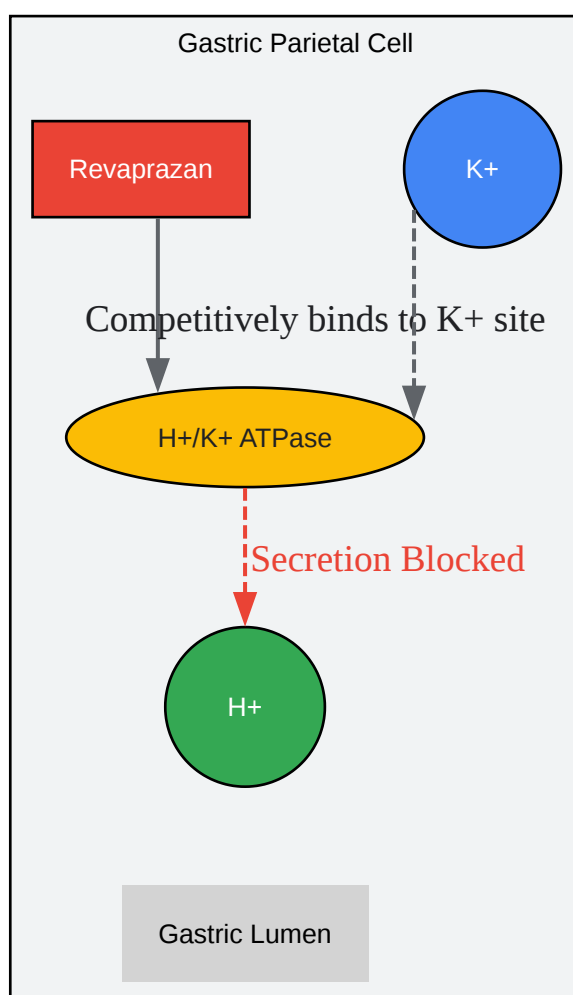 Gastric Parietal Cell
Revaprazan
K+
Competitively binds to K+ site
H+/K+ ATPase
Secretion Blocked
H+
Gastric Lumen